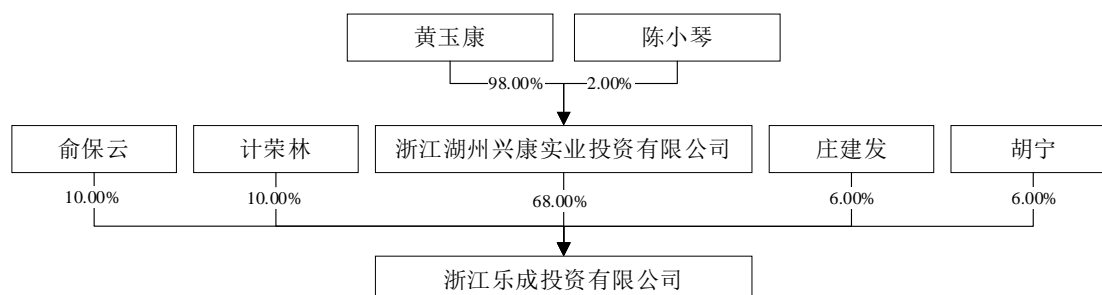 黄玉康
陈小琴
98.00%
2.00%
俞保云
计荣林
浙江湖州兴康实业投资有限公司
庄建发
胡宁
10.00%
10.00%
68.00%
6.00%
6.00%
浙江乐成投资有限公司